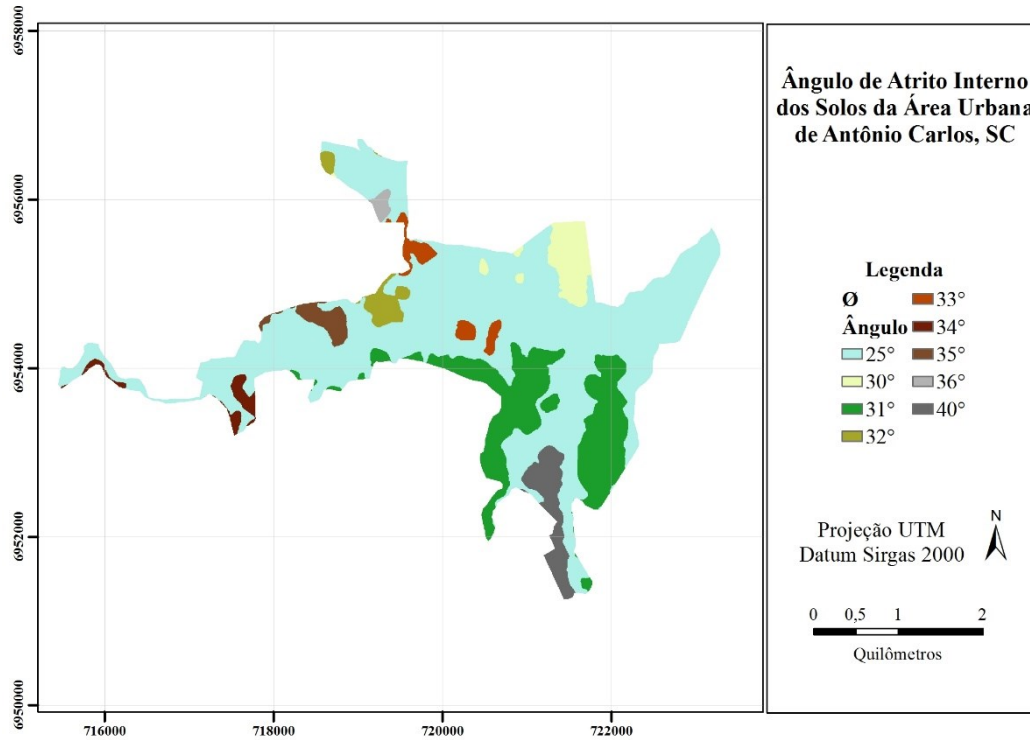 6958000
6956000
6954000
6952000
6950000
716000
718000
720000
722000
Ângulo de Atrito Interno
dos Solos da Área Urbana
de Antônio Carlos, SC
Legenda
Ø
Ângulo
25°
30°
31°
32°
33°
34°
35°
36°
40°
Projeção UTM
Datum Sirgas 2000
N
0 0,5 1 2
Quilômetros